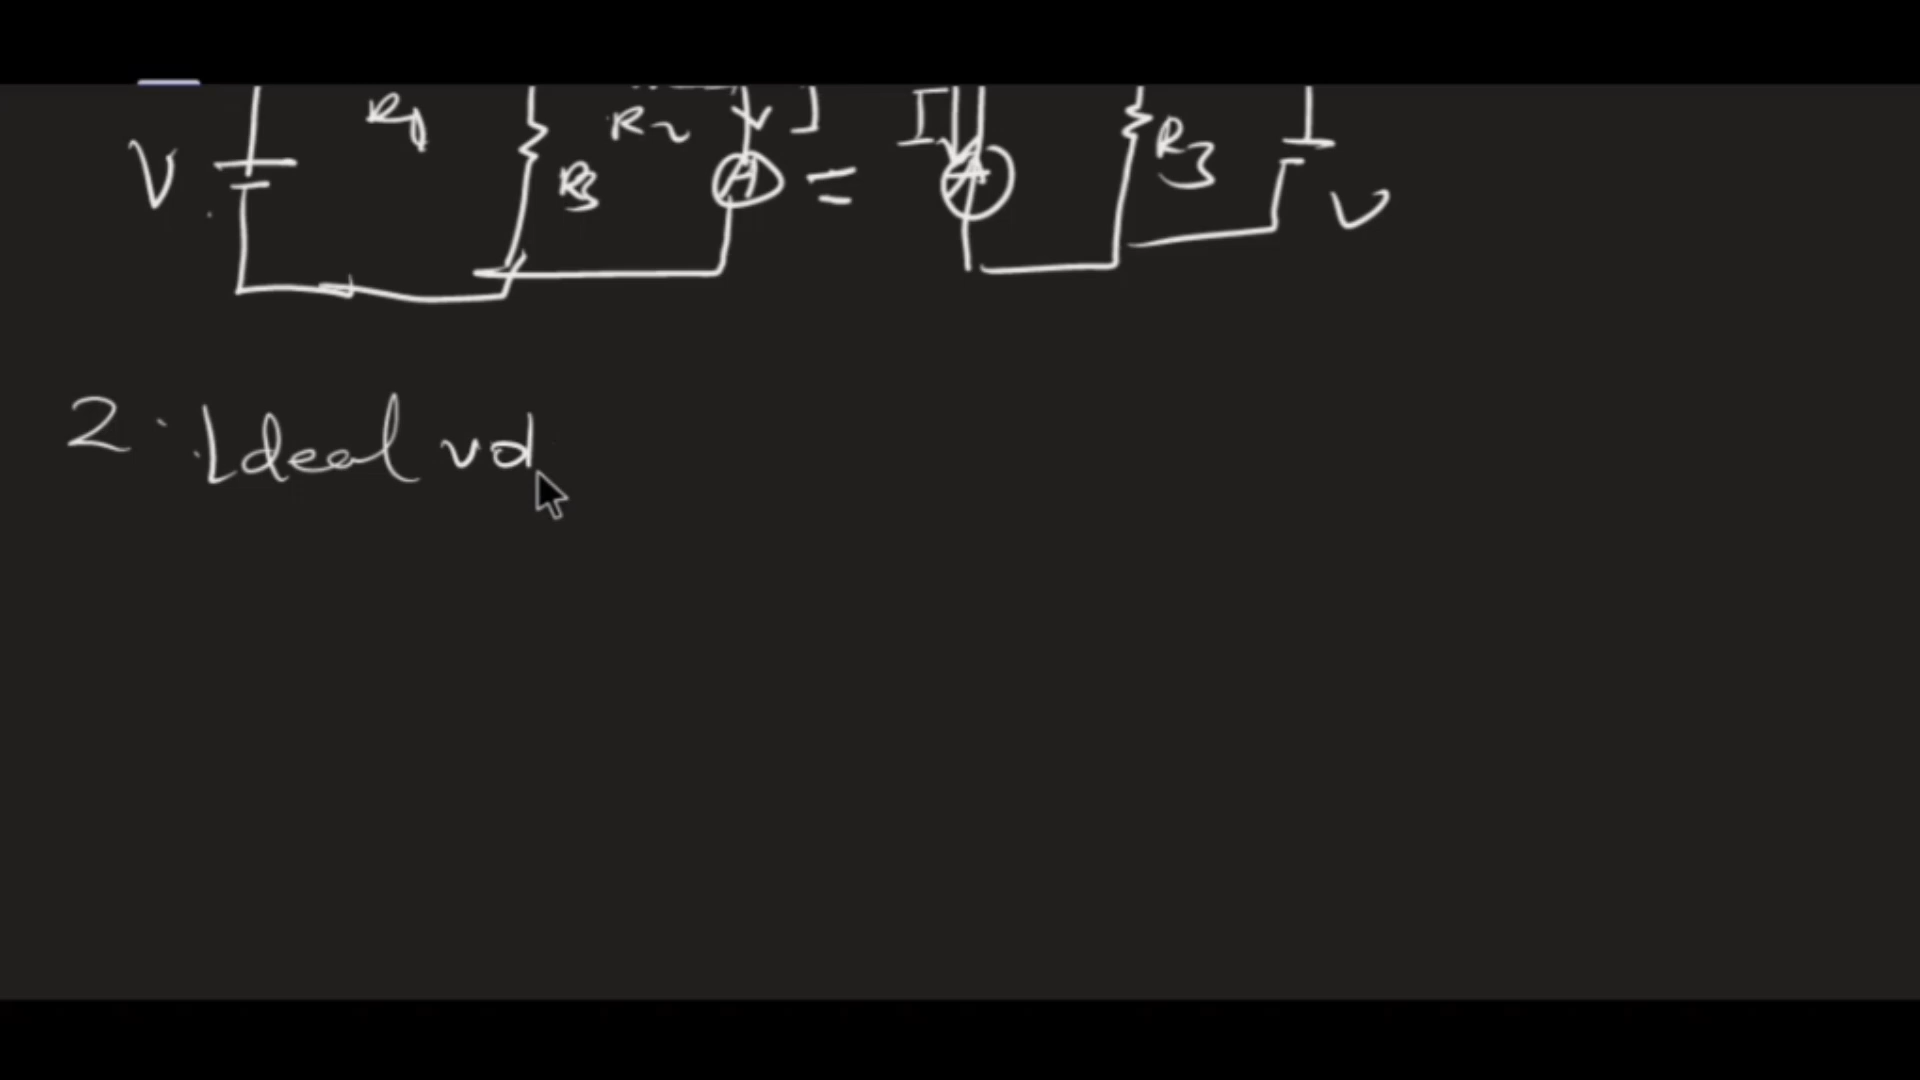 V R1 R3 R2 I A = I A R3 V
2. Ideal vol